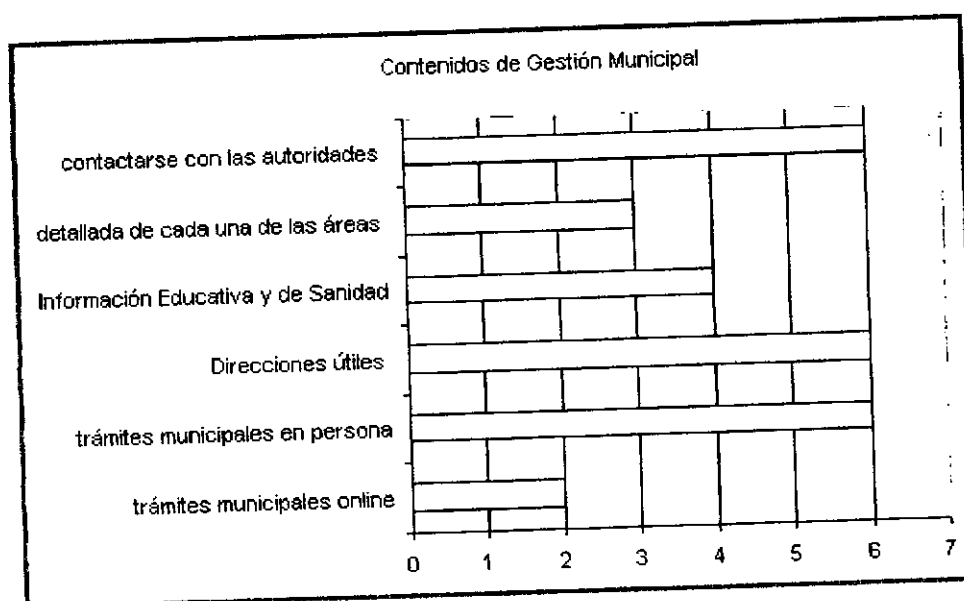 Contenidos de Gestión Municipal
contactarse con las autoridades
detallada de cada una de las áreas
Información Educativa y de Sanidad
Direcciones útiles
trámites municipales en persona
trámites municipales online
0 1 2 3 4 5 6 7